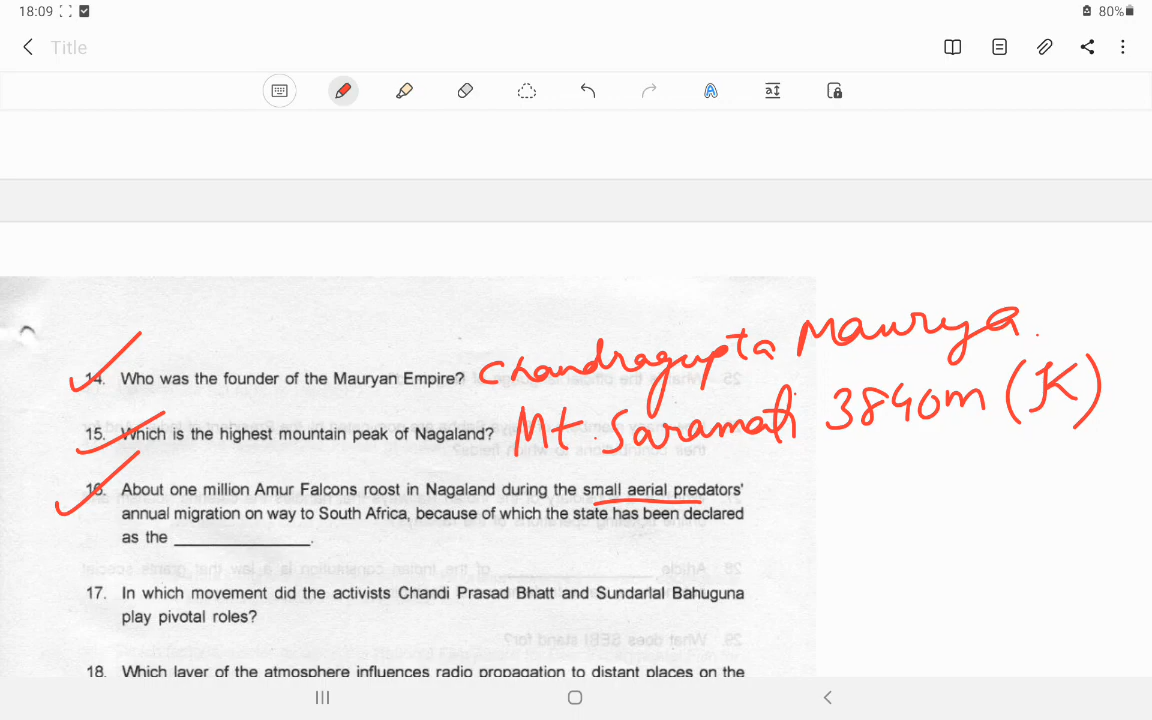 18:09
80%
Title
14. Who was the founder of the Mauryan Empire? Chandragupta Maurya.
15. Which is the highest mountain peak of Nagaland? Mt. Saramati 3840m (K)
16. About one million Amur Falcons roost in Nagaland during the small aerial predators'
annual migration on way to South Africa, because of which the state has been declared
as the ______________.
17. In which movement did the activists Chandi Prasad Bhatt and Sundarlal Bahuguna
play pivotal roles?
18. Which layer of the atmosphere influences radio propagation to distant places on the